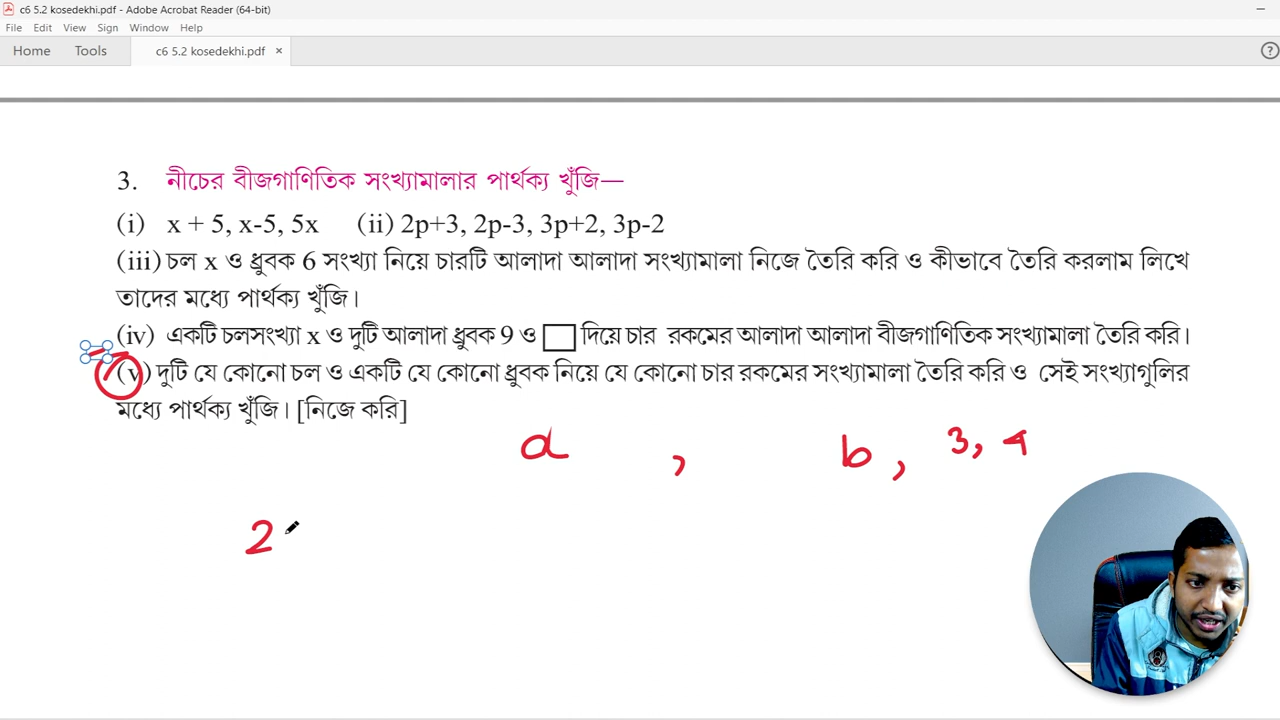 c6 5.2 kosedekhi.pdf - Adobe Acrobat Reader (64-bit)
File Edit View Sign Window Help
Home Tools c6 5.2 kosedekhi.pdf ×
3. নীচের বীজগাণিতিক সংখ্যামালার পার্থক্য খুঁজি—
(i) x + 5, x-5, 5x (ii) 2p+3, 2p-3, 3p+2, 3p-2
(iii) চল x ও ধ্রুবক 6 সংখ্যা নিয়ে চারটি আলাদা আলাদা সংখ্যামালা নিজে তৈরি করি ও কীভাবে তৈরি করলাম লিখে
তাদের মধ্যে পার্থক্য খুঁজি।
(iv) একটি চলসংখ্যা x ও দুটি আলাদা ধ্রুবক 9 ও □ দিয়ে চার রকমের আলাদা আলাদা বীজগাণিতিক সংখ্যামালা তৈরি করি।
(v) দুটি যে কোনো চল ও একটি যে কোনো ধ্রুবক নিয়ে যে কোনো চার রকমের সংখ্যামালা তৈরি করি ও সেই সংখ্যাগুলির
মধ্যে পার্থক্য খুঁজি। [নিজে করি]
a , b, 3, 4
2